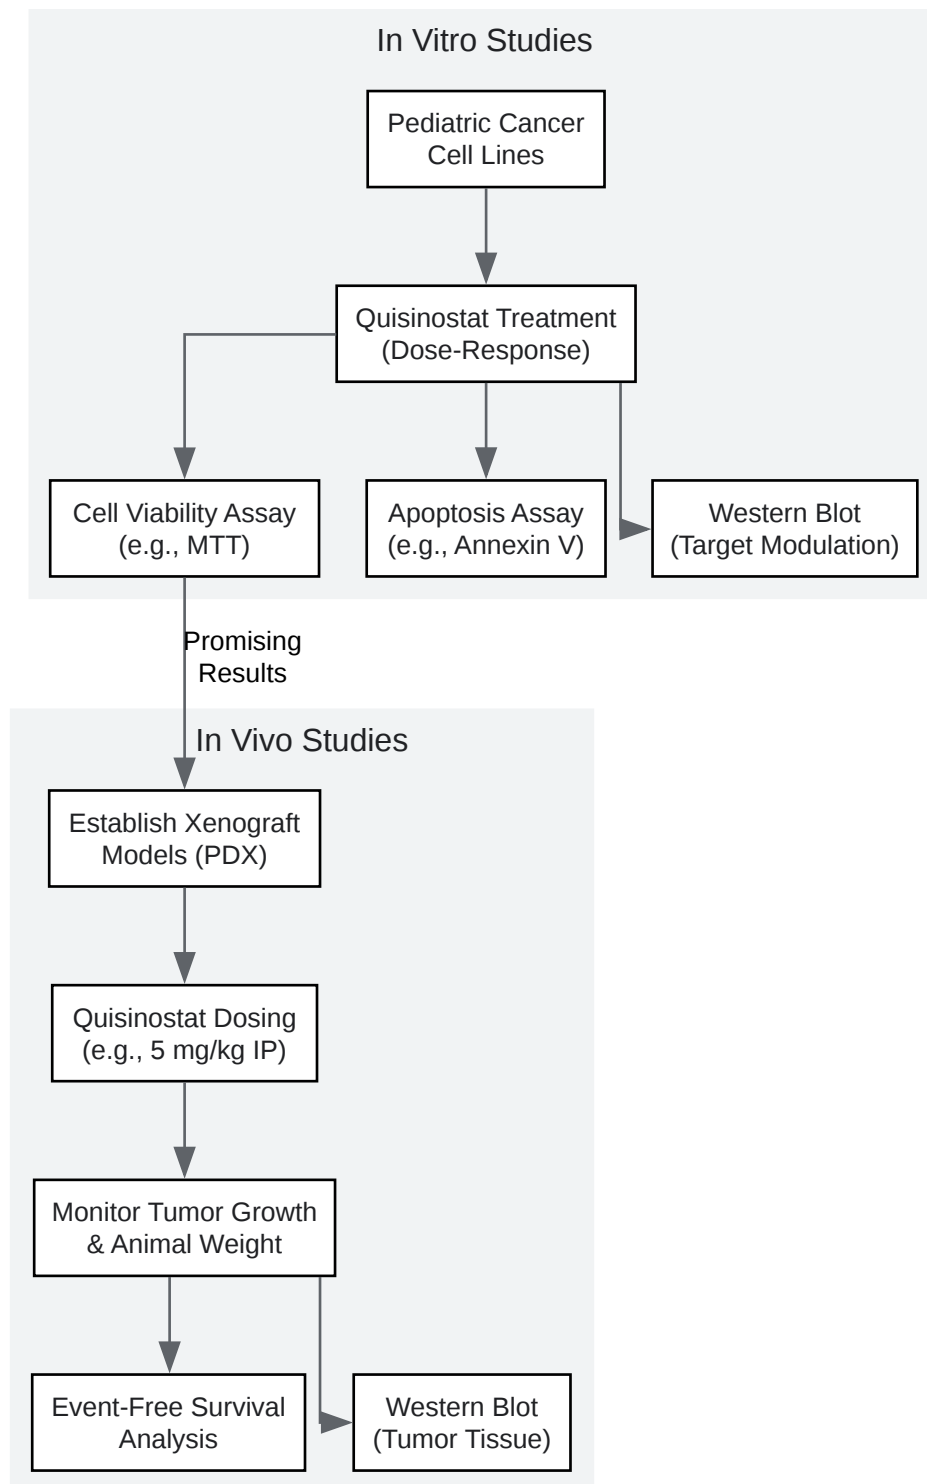 In Vitro Studies
Pediatric Cancer
Cell Lines
Quisinostat Treatment
(Dose-Response)
Cell Viability Assay
(e.g., MTT)
Apoptosis Assay
(e.g., Annexin V)
Western Blot
(Target Modulation)
Promising
Results
In Vivo Studies
Establish Xenograft
Models (PDX)
Quisinostat Dosing
(e.g., 5 mg/kg IP)
Monitor Tumor Growth
& Animal Weight
Event-Free Survival
Analysis
Western Blot
(Tumor Tissue)